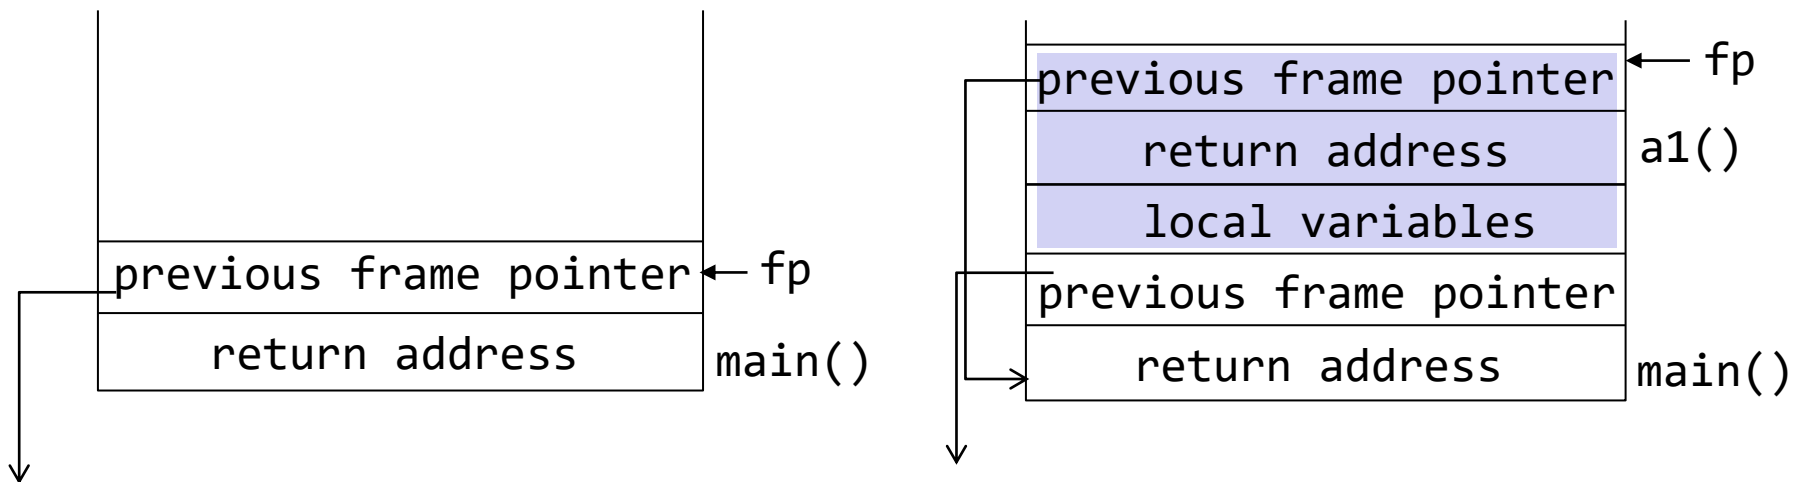 previous frame pointer
fp
return address
main()
previous frame pointer
fp
return address
a1()
local variables
previous frame pointer
return address
main()